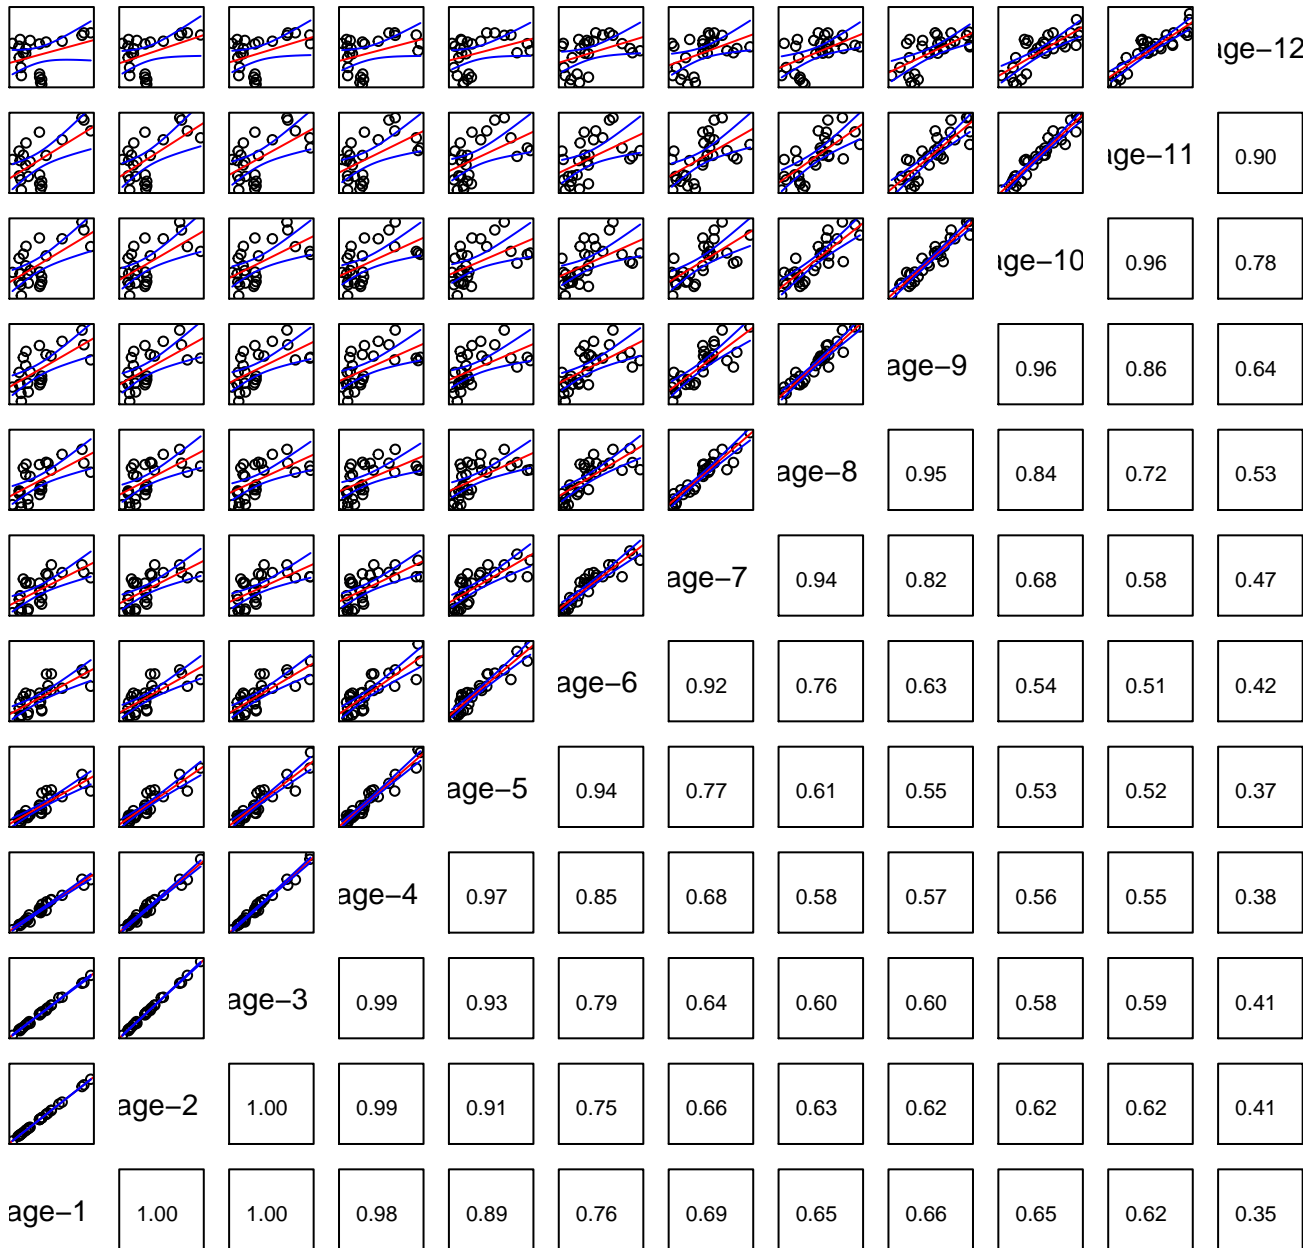 ıge−12
ıge−11 0.90
ıge−10 0.96 0.78
age−9 0.96 0.86 0.64
age−8 0.95 0.84 0.72 0.53
age−7 0.94 0.82 0.68 0.58 0.47
age−6 0.92 0.76 0.63 0.54 0.51 0.42
age−5 0.94 0.77 0.61 0.55 0.53 0.52 0.37
age−4 0.97 0.85 0.68 0.58 0.57 0.56 0.55 0.38
age−3 0.99 0.93 0.79 0.64 0.60 0.60 0.58 0.59 0.41
age−2 1.00 0.99 0.91 0.75 0.66 0.63 0.62 0.62 0.62 0.41
age−1 1.00 1.00 0.98 0.89 0.76 0.69 0.65 0.66 0.65 0.62 0.35